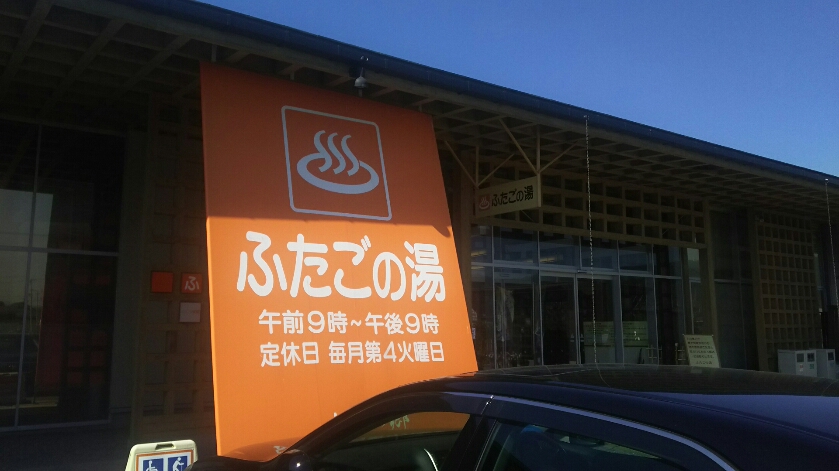 ふたごの湯
午前9時~午後9時
定休日 毎月第4火曜日
ふたごの湯
ふ